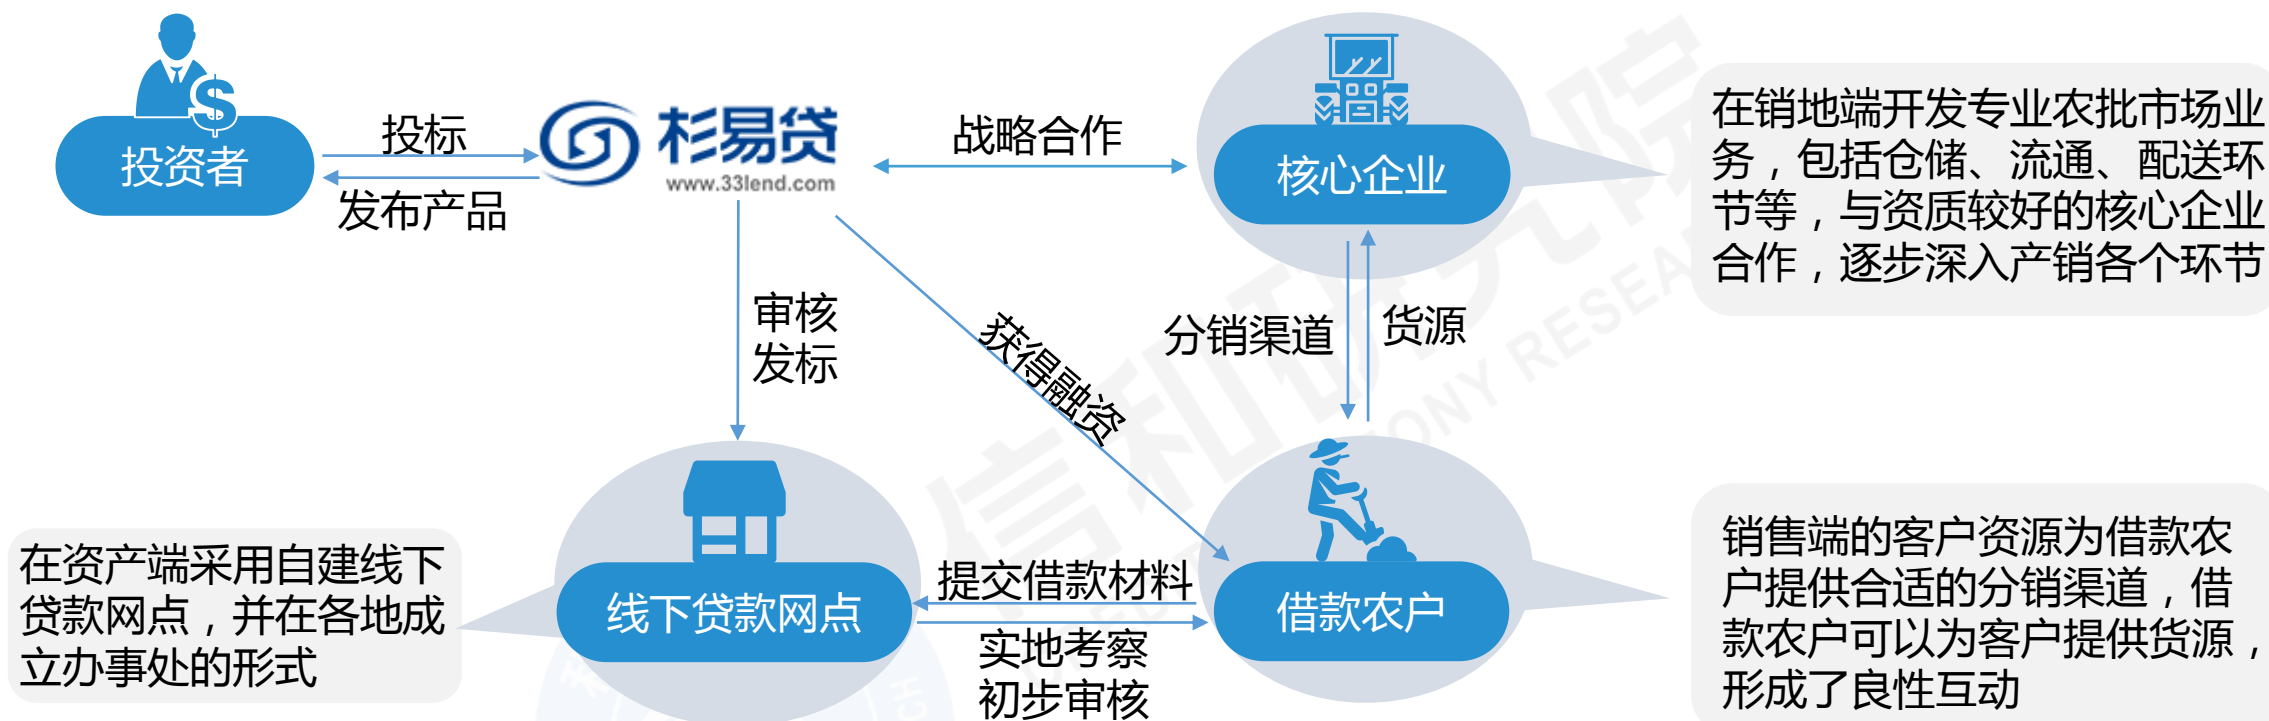 投资者
投标
发布产品
杉易贷
www.33lend.com
战略合作
核心企业
在销地端开发专业农批市场业
务，包括仓储、流通、配送环
节等，与资质较好的核心企业
合作，逐步深入产销各个环节
审核
发标
获得融资
分销渠道
货源
在资产端采用自建线下
贷款网点，并在各地成
立办事处的形式
线下贷款网点
提交借款材料
实地考察
初步审核
借款农户
销售端的客户资源为借款农
户提供合适的分销渠道，借
款农户可以为客户提供货源，
形成了良性互动
信和研究院